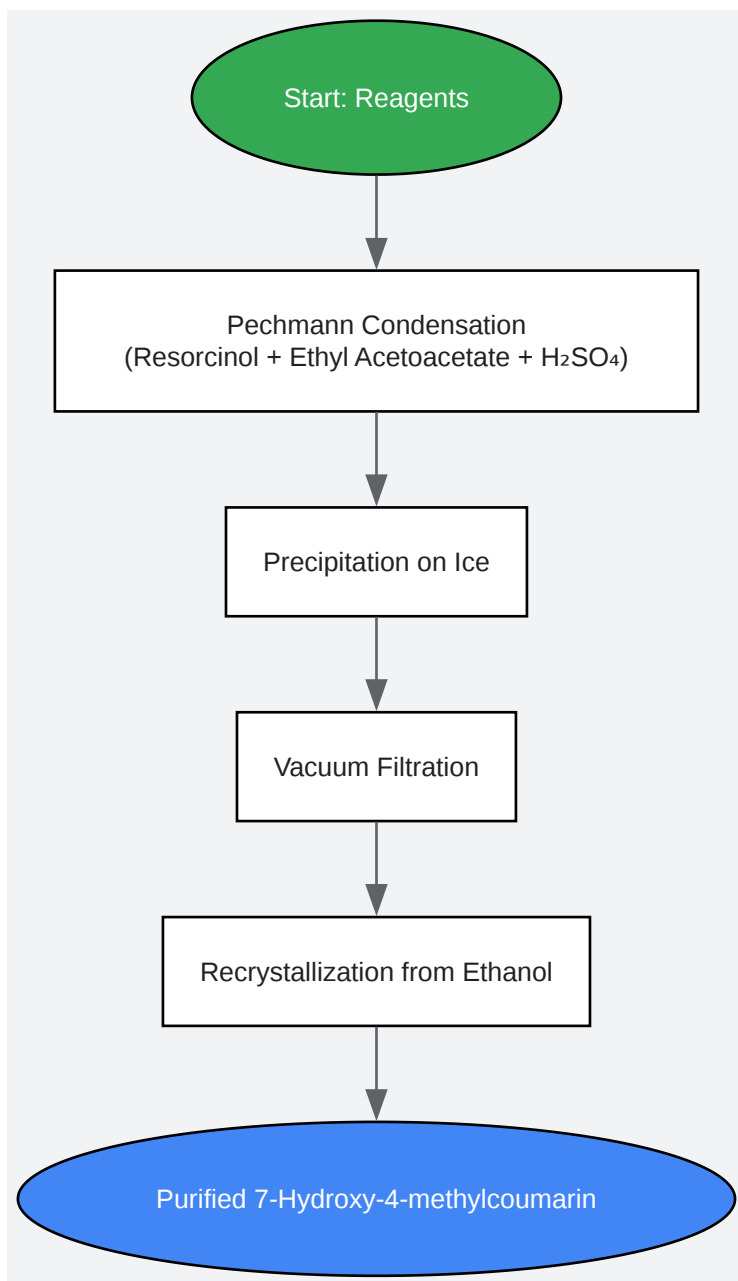 Start: Reagents
Pechmann Condensation
(Resorcinol + Ethyl Acetoacetate + H₂SO₄)
Precipitation on Ice
Vacuum Filtration
Recrystallization from Ethanol
Purified 7-Hydroxy-4-methylcoumarin